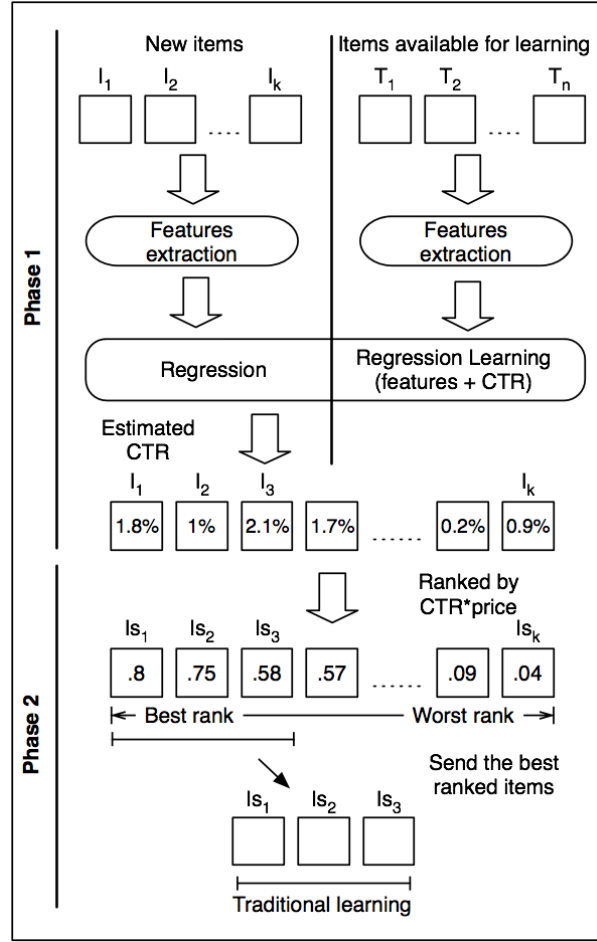 New items
Items available for learning
I1 I2 Ik
T1 T2 Tn
.... ....
Features
extraction
Features
extraction
Phase 1
Regression
Regression Learning
(features + CTR)
Estimated
CTR
I1 I2 I3 Ik
1.8% 1% 2.1% 1.7% ...... 0.2% 0.9%
Ranked by
CTR*price
Phase 2
Is1 Is2 Is3 Isk
.8 .75 .58 .57 ...... .09 .04
Best rank Worst rank
Send the best
ranked items
Is1 Is2 Is3
Traditional learning